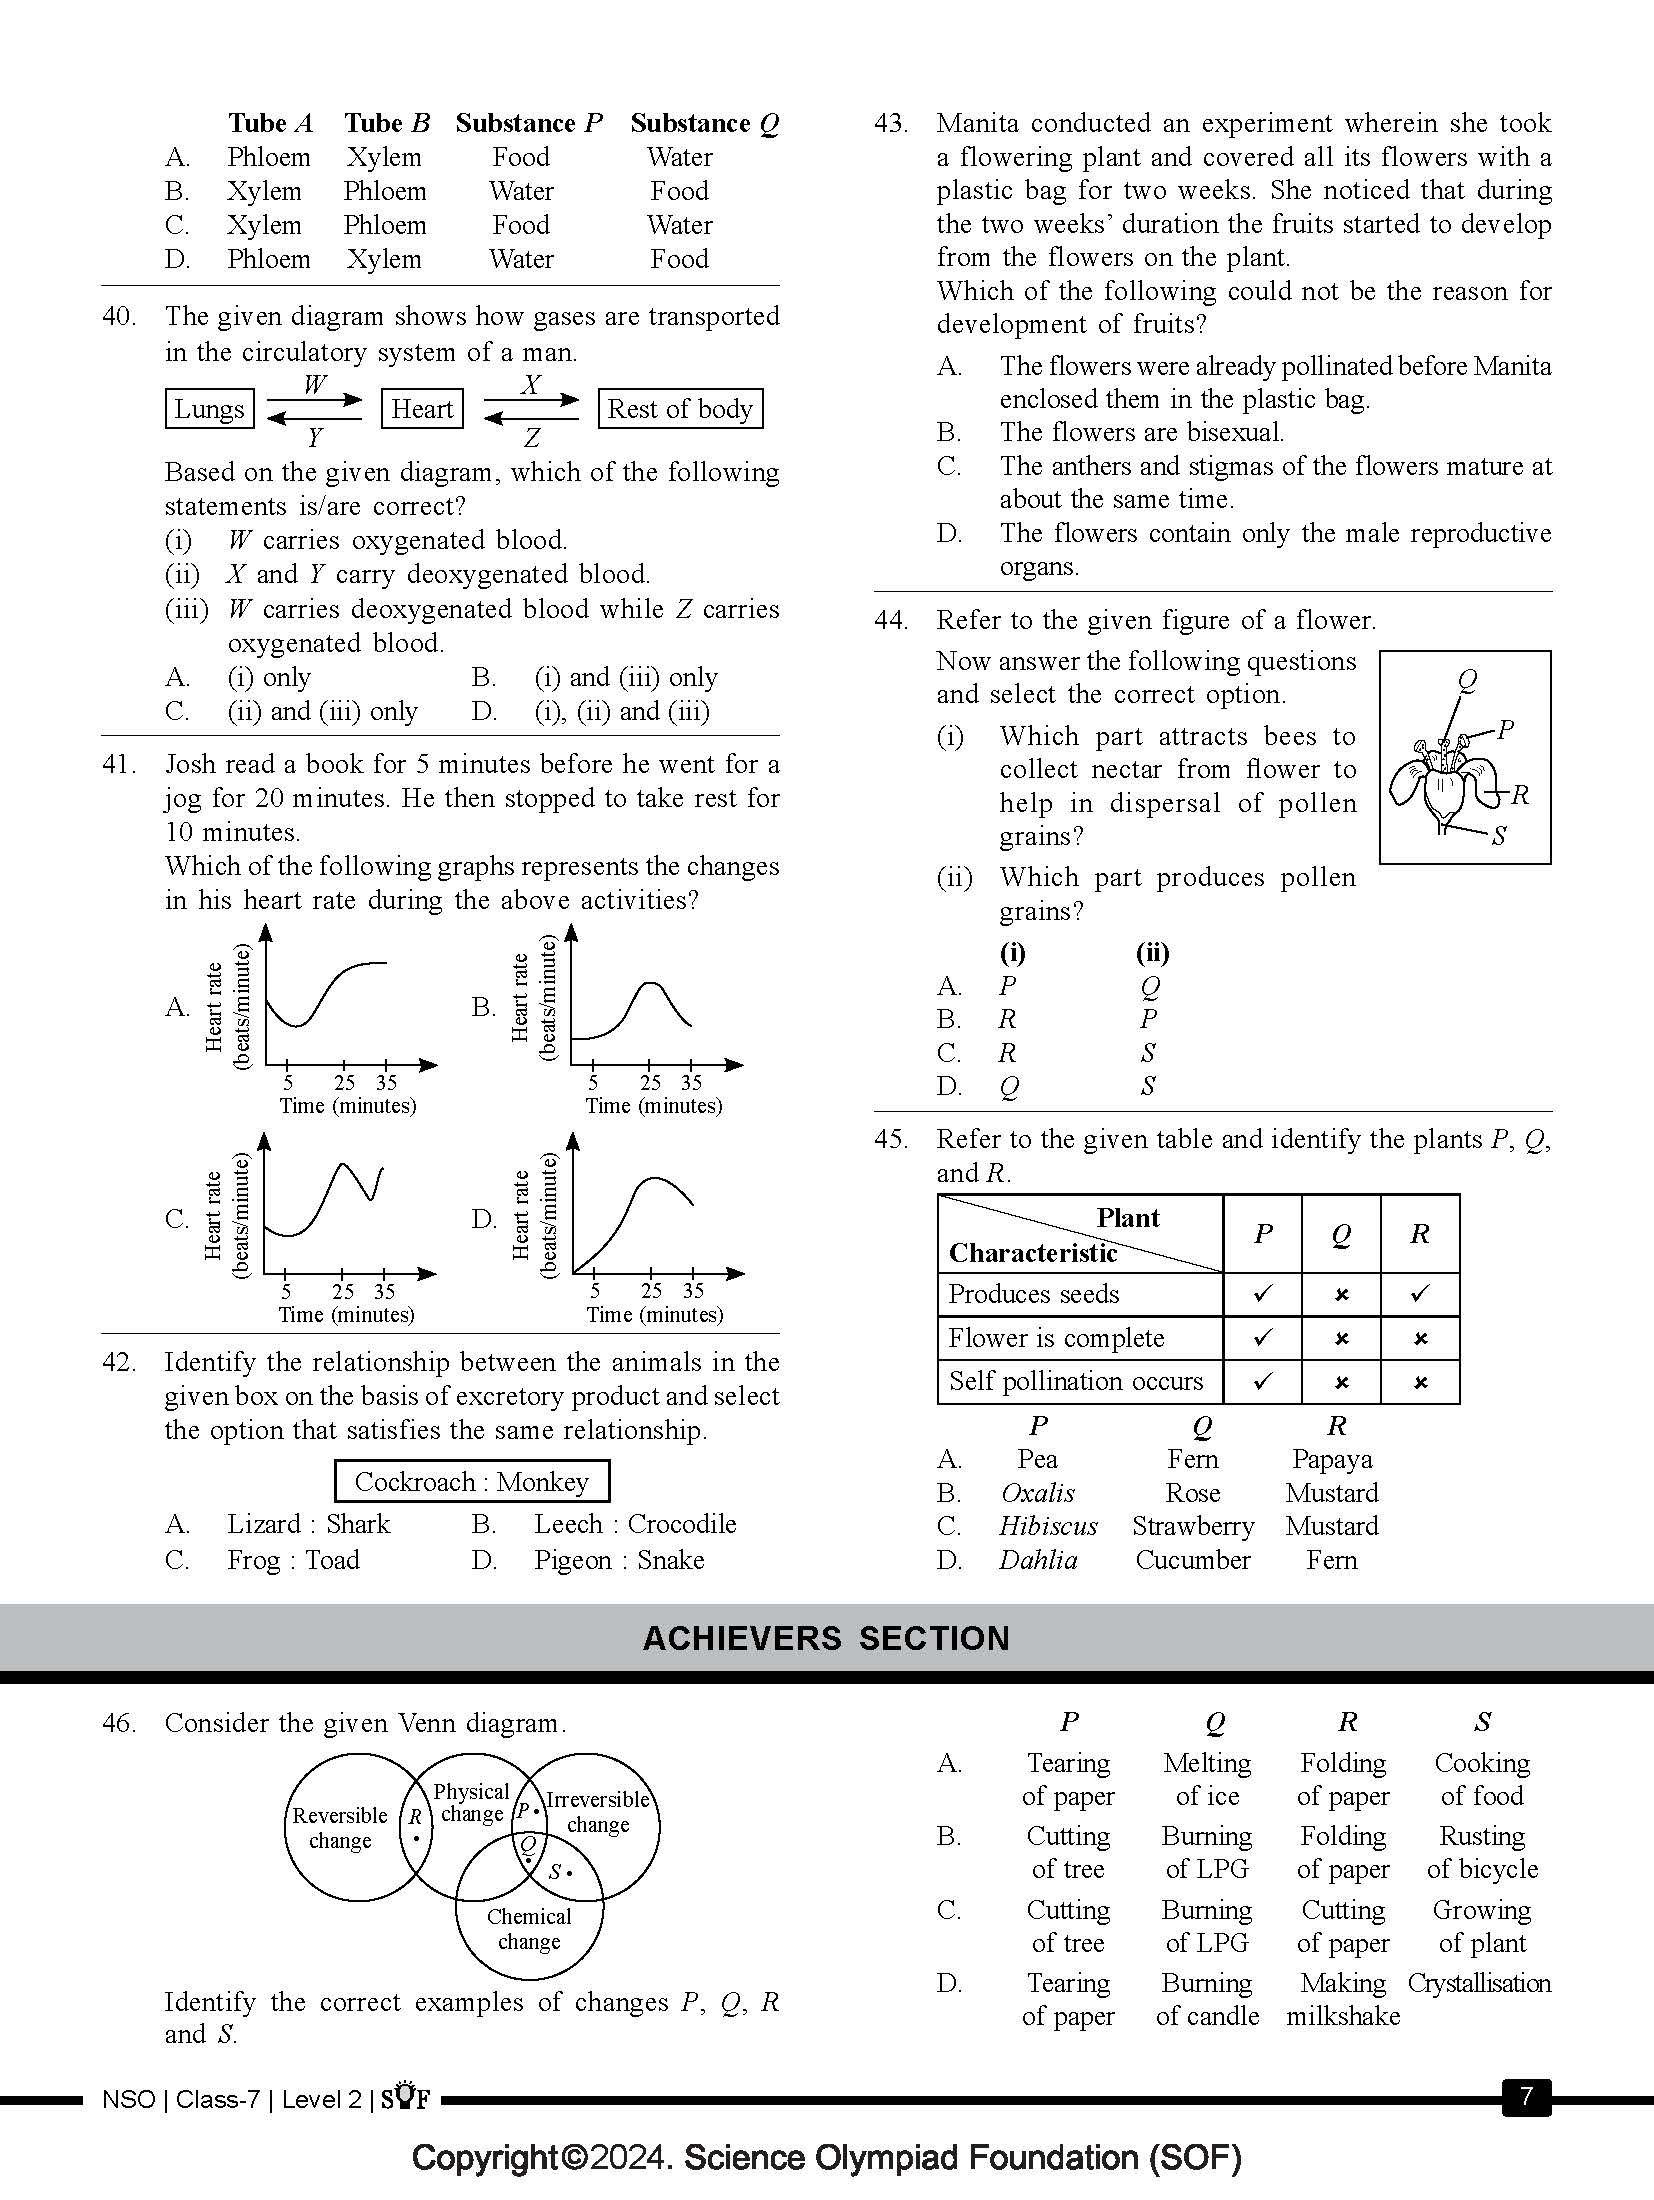 Tube A Tube B Substance P Substance Q
A. Phloem Xylem Food Water
B. Xylem Phloem Water Food
C. Xylem Phloem Food Water
D. Phloem Xylem Water Food
40. The given diagram shows how gases are transported
in the circulatory system of a man.
W X
Lungs Heart Rest of body
Y Z
Based on the given diagram, which of the following
statements is/are correct?
(i) W carries oxygenated blood.
(ii) X and Y carry deoxygenated blood.
(iii) W carries deoxygenated blood while Z carries
oxygenated blood.
A. (i) only B. (i) and (iii) only
C. (ii) and (iii) only D. (i), (ii) and (iii)
41. Josh read a book for 5 minutes before he went for a
jog for 20 minutes. He then stopped to take rest for
10 minutes.
Which of the following graphs represents the changes
in his heart rate during the above activities?
A. Heart rate
(beats/minute)
5 25 35
Time (minutes)
B. Heart rate
(beats/minute)
5 25 35
Time (minutes)
C. Heart rate
(beats/minute)
5 25 35
Time (minutes)
D. Heart rate
(beats/minute)
5 25 35
Time (minutes)
42. Identify the relationship between the animals in the
given box on the basis of excretory product and select
the option that satisfies the same relationship.
Cockroach : Monkey
A. Lizard : Shark B. Leech : Crocodile
C. Frog : Toad D. Pigeon : Snake
43. Manita conducted an experiment wherein she took
a flowering plant and covered all its flowers with a
plastic bag for two weeks. She noticed that during
the two weeks’ duration the fruits started to develop
from the flowers on the plant.
Which of the following could not be the reason for
development of fruits?
A. The flowers were already pollinated before Manita
enclosed them in the plastic bag.
B. The flowers are bisexual.
C. The anthers and stigmas of the flowers mature at
about the same time.
D. The flowers contain only the male reproductive
organs.
44. Refer to the given figure of a flower.
Now answer the following questions
and select the correct option.
(i) Which part attracts bees to
collect nectar from flower to
help in dispersal of pollen
grains?
(ii) Which part produces pollen
grains?
Q
P
R
S
(i) (ii)
A. P Q
B. R P
C. R S
D. Q S
45. Refer to the given table and identify the plants P, Q,
and R.
Plant
Characteristic P Q R
Produces seeds ✓ ✗ ✓
Flower is complete ✓ ✗ ✗
Self pollination occurs ✓ ✗ ✗
P Q R
A. Pea Fern Papaya
B. Oxalis Rose Mustard
C. Hibiscus Strawberry Mustard
D. Dahlia Cucumber Fern
ACHIEVERS SECTION
46. Consider the given Venn diagram.
Reversible
change
R
Physical
change
P
Irreversible
change
Q
S
Chemical
change
Identify the correct examples of changes P, Q, R
and S.
P Q R S
A. Tearing Melting Folding Cooking
of paper of ice of paper of food
B. Cutting Burning Folding Rusting
of tree of LPG of paper of bicycle
C. Cutting Burning Cutting Growing
of tree of LPG of paper of plant
D. Tearing Burning Making Crystallisation
of paper of candle milkshake
NSO | Class-7 | Level 2 | SOF
7
Copyright©2024. Science Olympiad Foundation (SOF)